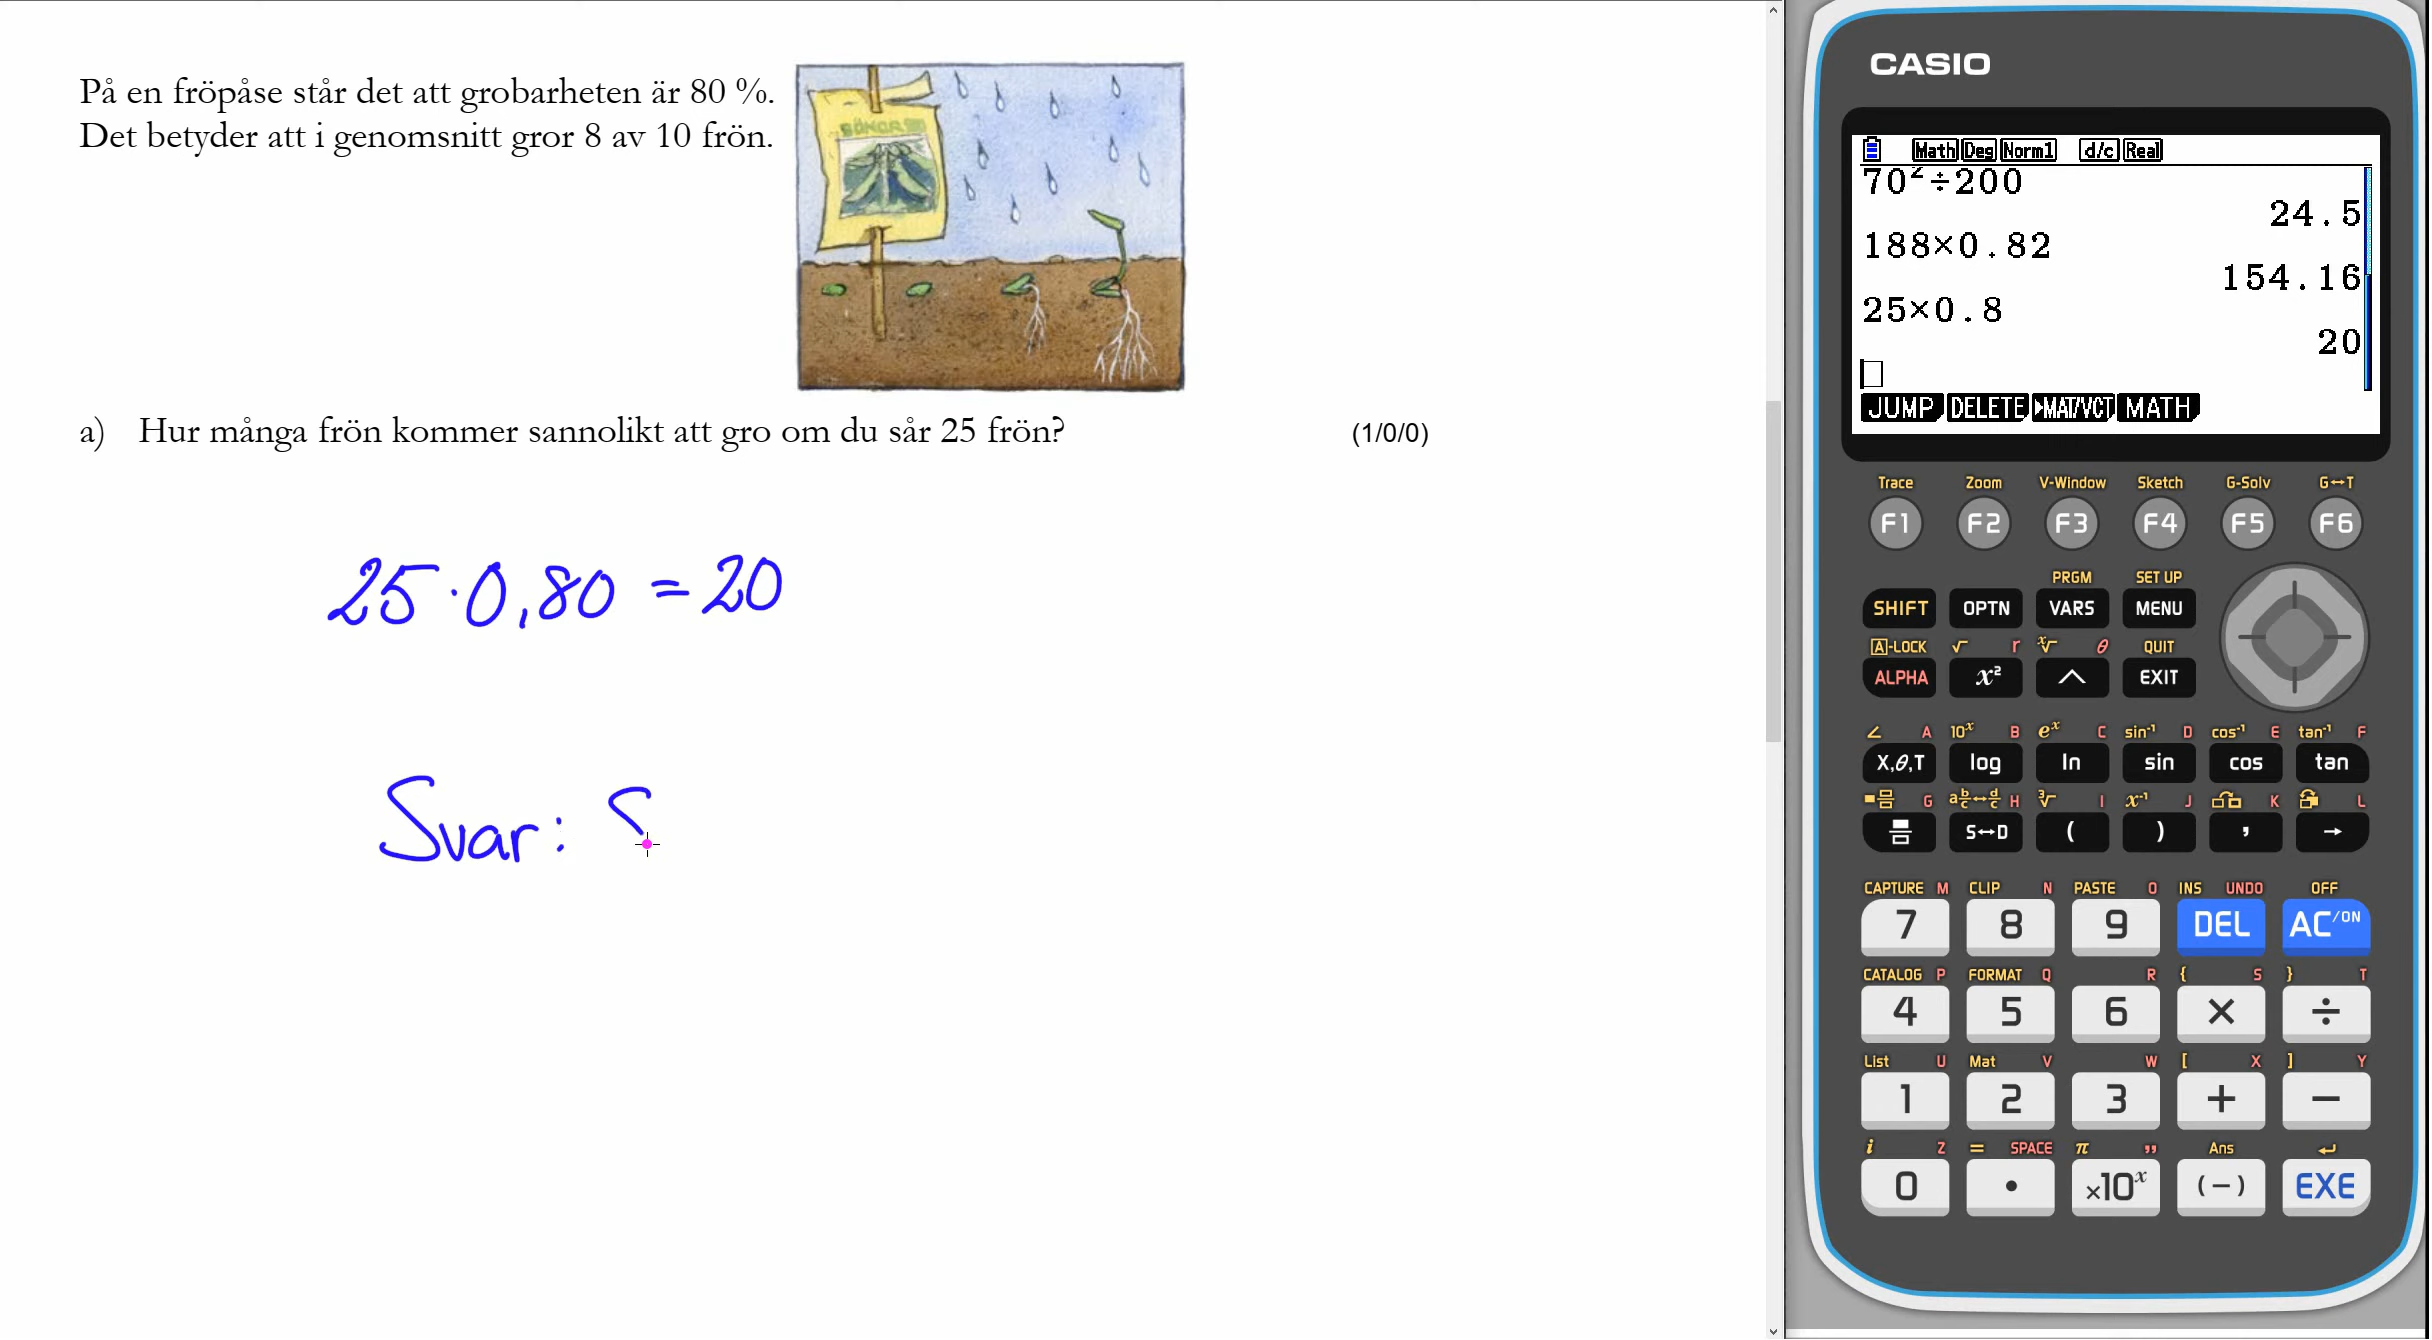 På en fröpåse står det att grobarheten är 80 %.
Det betyder att i genomsnitt gror 8 av 10 frön.
BÖNOR
a) Hur många frön kommer sannolikt att gro om du sår 25 frön? (1/0/0)
25·0,80 = 20
Svar: S
CASIO
Math Deg Norm1 d/c Real
70²÷200
24.5
188×0.82
154.16
25×0.8
20
JUMP DELETE ▸MAT/VCT MATH
Trace Zoom V-Window Sketch G-Solv G↔T
F1 F2 F3 F4 F5 F6
PRGM SET UP
SHIFT OPTN VARS MENU
A-LOCK √ r ˣ√ θ QUIT
ALPHA x² ^ EXIT
∠ A 10ˣ B eˣ C sin⁻¹ D cos⁻¹ E tan⁻¹ F
X,θ,T log ln sin cos tan
G a b/c↔d/c H ³√ I x⁻¹ J K L
S↔D ( ) , →
CAPTURE M CLIP N PASTE O INS UNDO OFF
7 8 9 DEL AC/ON
CATALOG P FORMAT Q R { S } T
4 5 6 × ÷
List U Mat V W [ X ] Y
1 2 3 + −
i Z = SPACE π " Ans ↵
0 • ×10ˣ (−) EXE